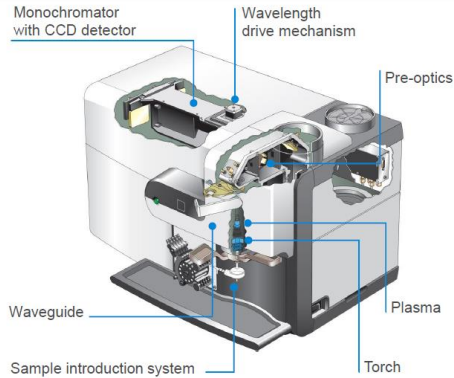 Monochromator
with CCD detector
Wavelength
drive mechanism
Pre-optics
Waveguide
Plasma
Sample introduction system
Torch